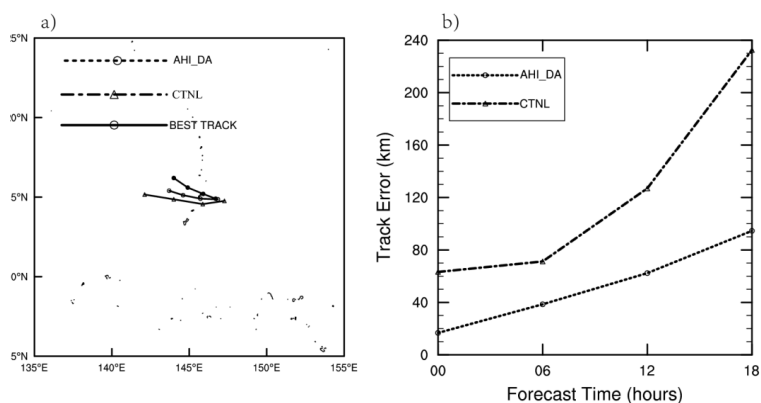 a)
5°N
AHI_DA
CTNL
BEST TRACK
0°N
5°N
0°N
5°N
135°E 140°E 145°E 150°E 155°E
b)
240
200
160
120
80
40
0
AHI_DA
CTNL
Track Error (km)
00 06 12 18
Forecast Time (hours)